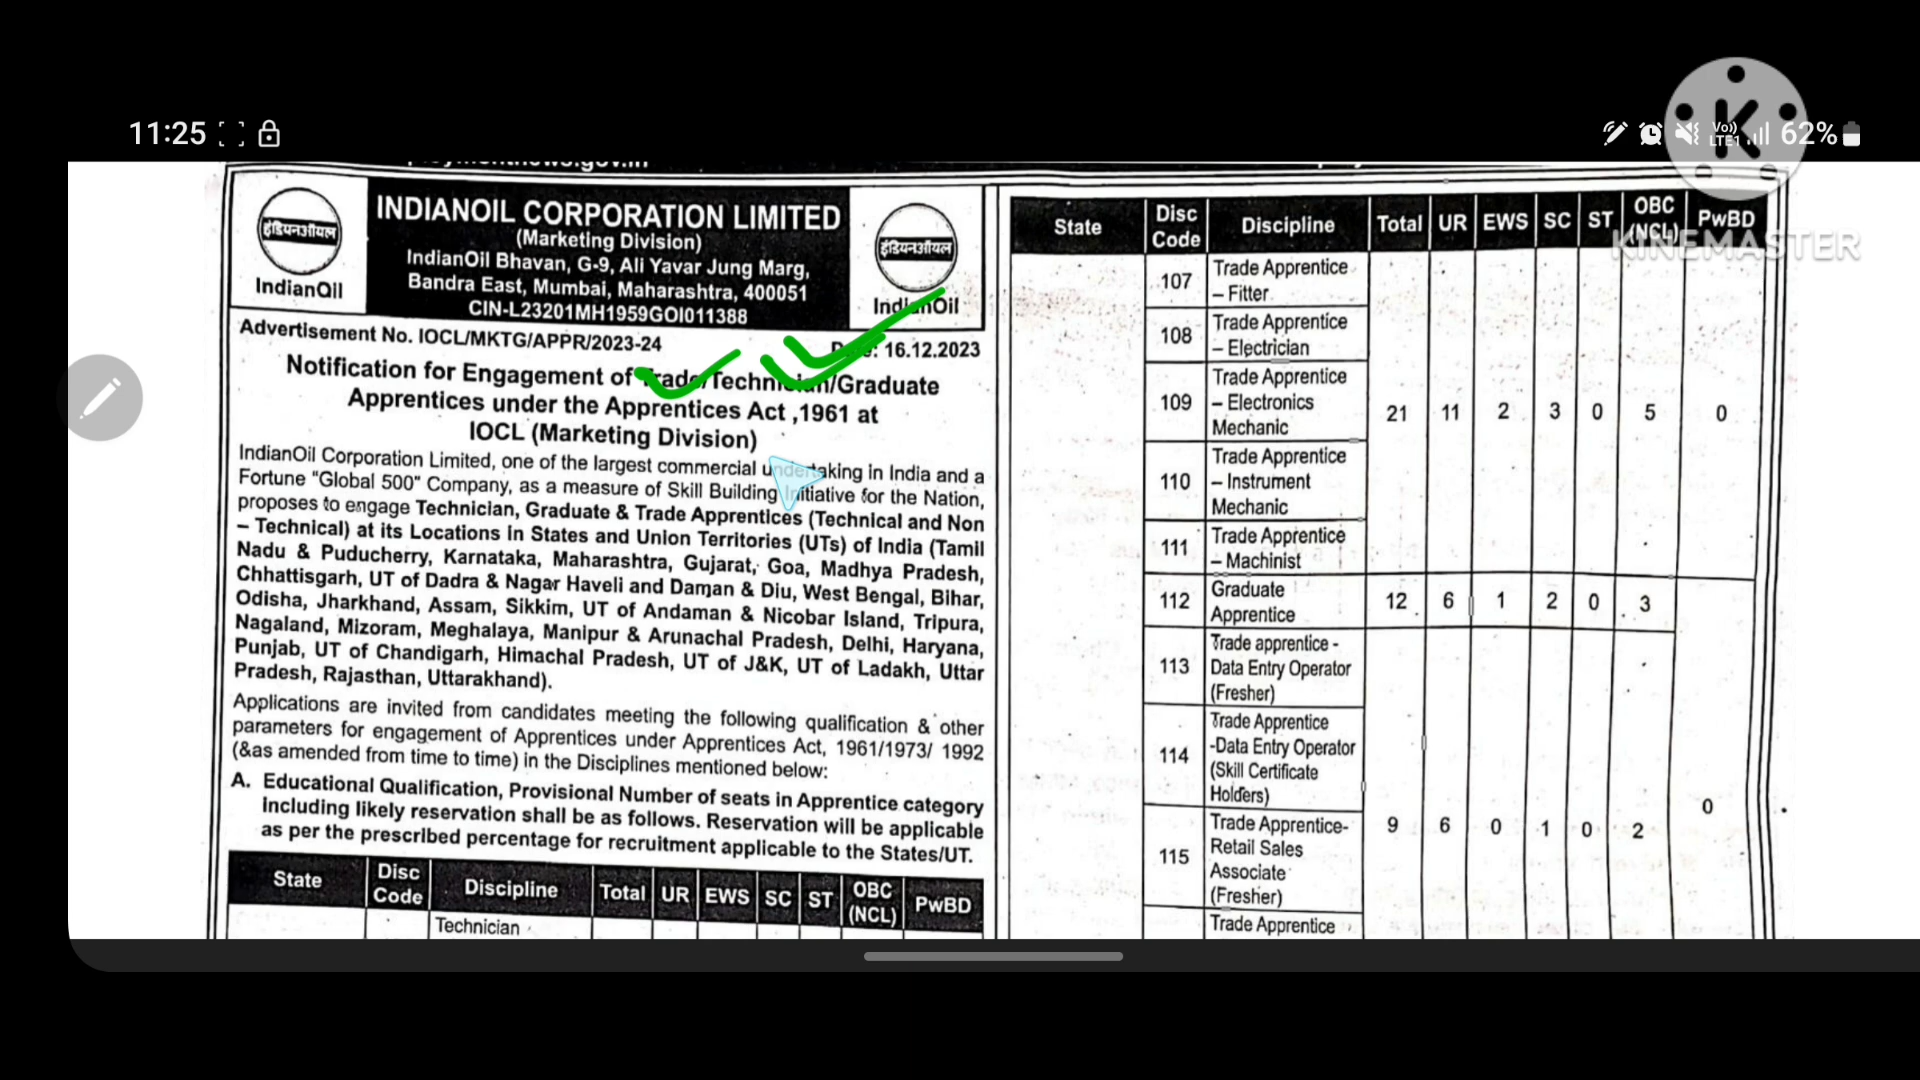 11:25
Vo))
LTE1
62%
K
KINEMASTER
इंडियनऑयल
IndianOil
INDIANOIL CORPORATION LIMITED
(Marketing Division)
IndianOil Bhavan, G-9, Ali Yavar Jung Marg,
Bandra East, Mumbai, Maharashtra, 400051
CIN-L23201MH1959GOI011388
इंडियनऑयल
IndianOil
Advertisement No. IOCL/MKTG/APPR/2023-24
Date: 16.12.2023
Notification for Engagement of Trade/Technician/Graduate
Apprentices under the Apprentices Act ,1961 at
IOCL (Marketing Division)
IndianOil Corporation Limited, one of the largest commercial undertaking in India and a
Fortune "Global 500" Company, as a measure of Skill Building Initiative for the Nation,
proposes to engage Technician, Graduate & Trade Apprentices (Technical and Non
– Technical) at its Locations in States and Union Territories (UTs) of India (Tamil
Nadu & Puducherry, Karnataka, Maharashtra, Gujarat, Goa, Madhya Pradesh,
Chhattisgarh, UT of Dadra & Nagar Haveli and Daman & Diu, West Bengal, Bihar,
Odisha, Jharkhand, Assam, Sikkim, UT of Andaman & Nicobar Island, Tripura,
Nagaland, Mizoram, Meghalaya, Manipur & Arunachal Pradesh, Delhi, Haryana,
Punjab, UT of Chandigarh, Himachal Pradesh, UT of J&K, UT of Ladakh, Uttar
Pradesh, Rajasthan, Uttarakhand).
Applications are invited from candidates meeting the following qualification & other
parameters for engagement of Apprentices under Apprentices Act, 1961/1973/ 1992
(&as amended from time to time) in the Disciplines mentioned below:
A. Educational Qualification, Provisional Number of seats in Apprentice category
including likely reservation shall be as follows. Reservation will be applicable
as per the prescribed percentage for recruitment applicable to the States/UT.
State Disc Code Discipline Total UR EWS SC ST OBC (NCL) PwBD
Technician
State Disc Code Discipline Total UR EWS SC ST OBC (NCL) PwBD
107 Trade Apprentice
– Fitter
108 Trade Apprentice
– Electrician
109 Trade Apprentice
– Electronics
Mechanic
21 11 2 3 0 5 0
110 Trade Apprentice
– Instrument
Mechanic
111 Trade Apprentice
– Machinist
112 Graduate
Apprentice
12 6 1 2 0 3
113 Trade apprentice -
Data Entry Operator
(Fresher)
114 Trade Apprentice
-Data Entry Operator
(Skill Certificate
Holders)
0
115 Trade Apprentice-
Retail Sales
Associate
(Fresher)
9 6 0 1 0 2
Trade Apprentice